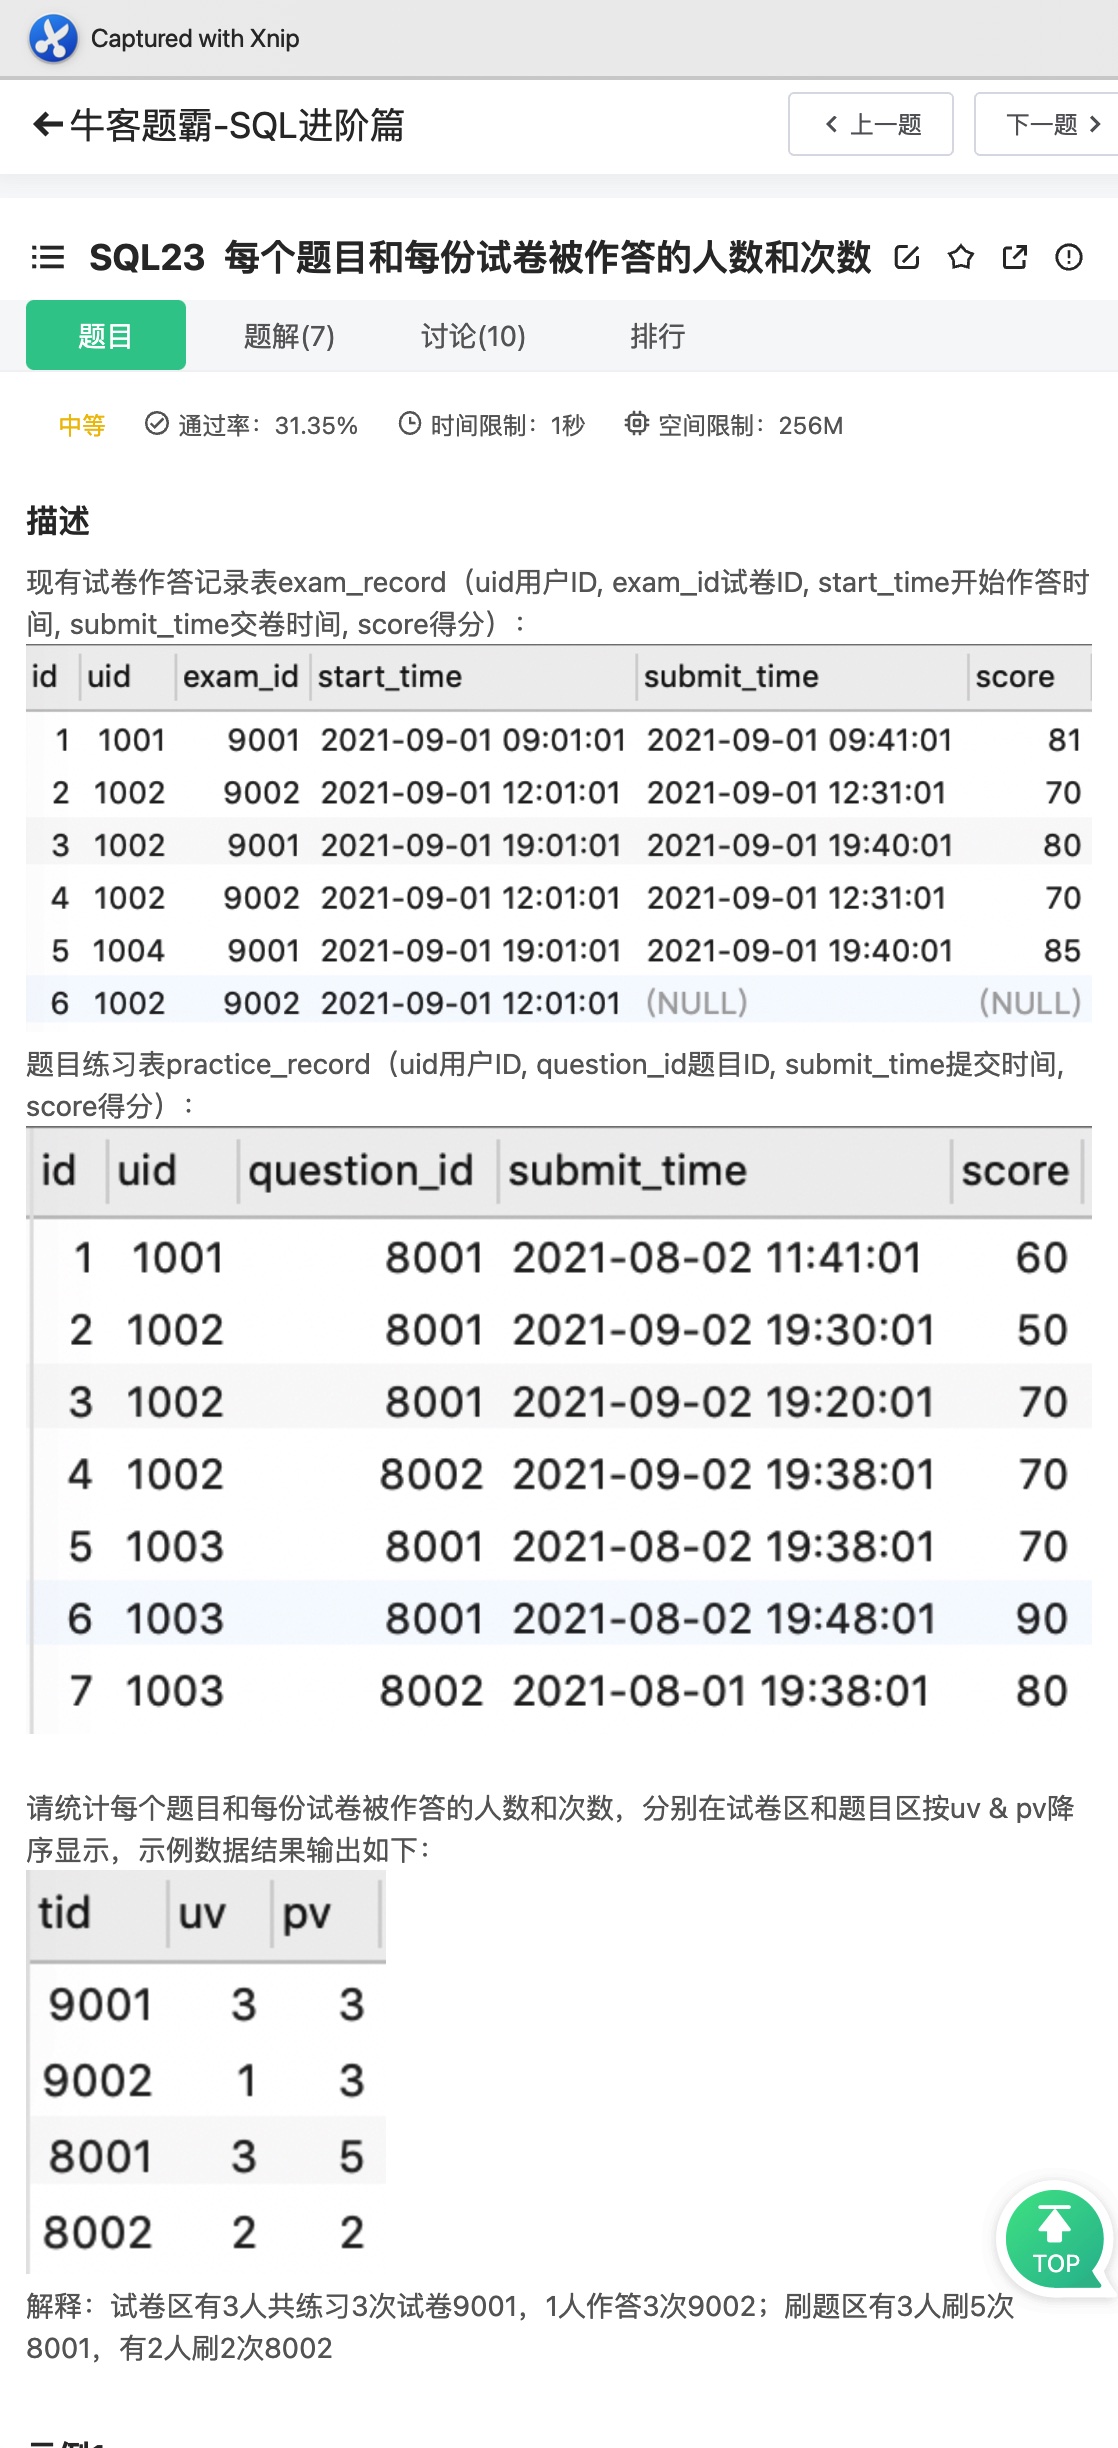 Captured with Xnip
牛客题霸-SQL进阶篇
上一题
下一题
SQL23 每个题目和每份试卷被作答的人数和次数
题目 题解(7) 讨论(10) 排行
中等 通过率：31.35% 时间限制：1秒 空间限制：256M
描述
现有试卷作答记录表exam_record（uid用户ID, exam_id试卷ID, start_time开始作答时
间, submit_time交卷时间, score得分）：
id uid exam_id start_time submit_time score
1 1001 9001 2021-09-01 09:01:01 2021-09-01 09:41:01 81
2 1002 9002 2021-09-01 12:01:01 2021-09-01 12:31:01 70
3 1002 9001 2021-09-01 19:01:01 2021-09-01 19:40:01 80
4 1002 9002 2021-09-01 12:01:01 2021-09-01 12:31:01 70
5 1004 9001 2021-09-01 19:01:01 2021-09-01 19:40:01 85
6 1002 9002 2021-09-01 12:01:01 (NULL) (NULL)
题目练习表practice_record（uid用户ID, question_id题目ID, submit_time提交时间,
score得分）：
id uid question_id submit_time score
1 1001 8001 2021-08-02 11:41:01 60
2 1002 8001 2021-09-02 19:30:01 50
3 1002 8001 2021-09-02 19:20:01 70
4 1002 8002 2021-09-02 19:38:01 70
5 1003 8001 2021-08-02 19:38:01 70
6 1003 8001 2021-08-02 19:48:01 90
7 1003 8002 2021-08-01 19:38:01 80
请统计每个题目和每份试卷被作答的人数和次数，分别在试卷区和题目区按uv & pv降
序显示，示例数据结果输出如下：
tid uv pv
9001 3 3
9002 1 3
8001 3 5
8002 2 2
TOP
解释：试卷区有3人共练习3次试卷9001，1人作答3次9002；刷题区有3人刷5次
8001，有2人刷2次8002